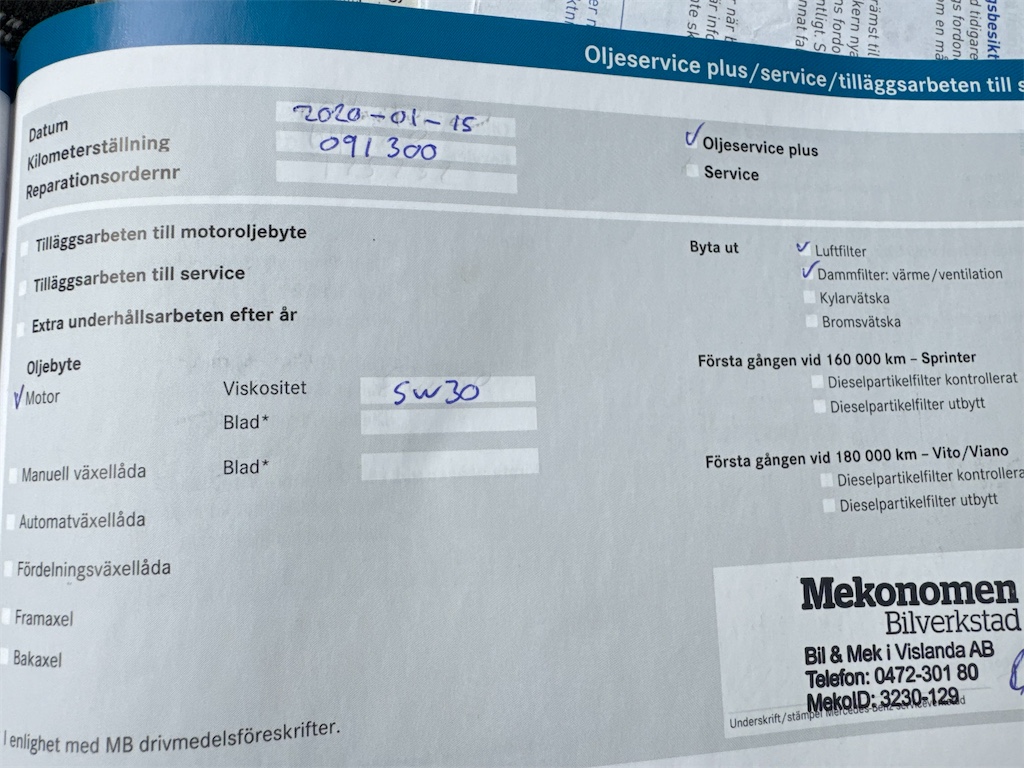 Oljeservice plus/service/tilläggsarbeten till s
Datum 2020-01-15
Kilometerställning 091 300
Reparationsordernr
Oljeservice plus
Service
Tilläggsarbeten till motoroljebyte
Tilläggsarbeten till service
Extra underhållsarbeten efter år
Byta ut
Luftfilter
Dammfilter: värme/ventilation
Kylarvätska
Bromsvätska
Oljebyte
Motor Viskositet 5w30
Blad*
Manuell växellåda Blad*
Automatväxellåda
Fördelningsväxellåda
Framaxel
Bakaxel
Första gången vid 160 000 km – Sprinter
Dieselpartikelfilter kontrollerat
Dieselpartikelfilter utbytt
Första gången vid 180 000 km – Vito/Viano
Dieselpartikelfilter kontrollera
Dieselpartikelfilter utbytt
Mekonomen
Bilverkstad
Bil & Mek i Vislanda AB
Telefon: 0472-301 80
MekoID: 3230-129
Underskrift/stämpel Mercedes-Benz serviceverkstad
I enlighet med MB drivmedelsföreskrifter.